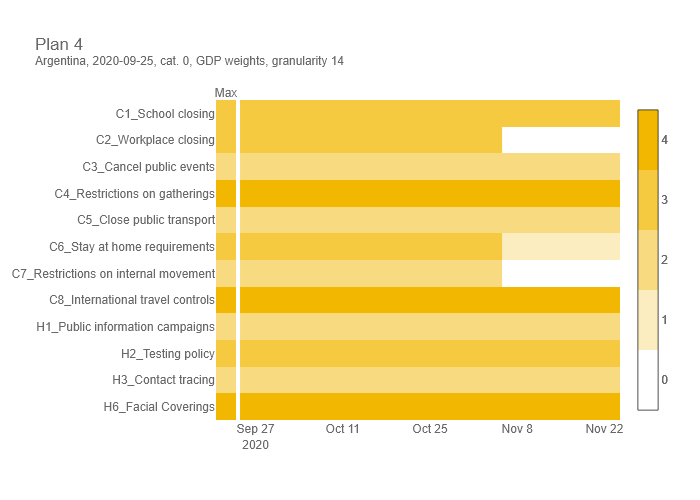 Plan 4
Argentina, 2020-09-25, cat. 0, GDP weights, granularity 14
Max
C1_School closing
C2_Workplace closing
C3_Cancel public events
C4_Restrictions on gatherings
C5_Close public transport
C6_Stay at home requirements
C7_Restrictions on internal movement
C8_International travel controls
H1_Public information campaigns
H2_Testing policy
H3_Contact tracing
H6_Facial Coverings
Sep 27 Oct 11 Oct 25 Nov 8 Nov 22
2020
4
3
2
1
0